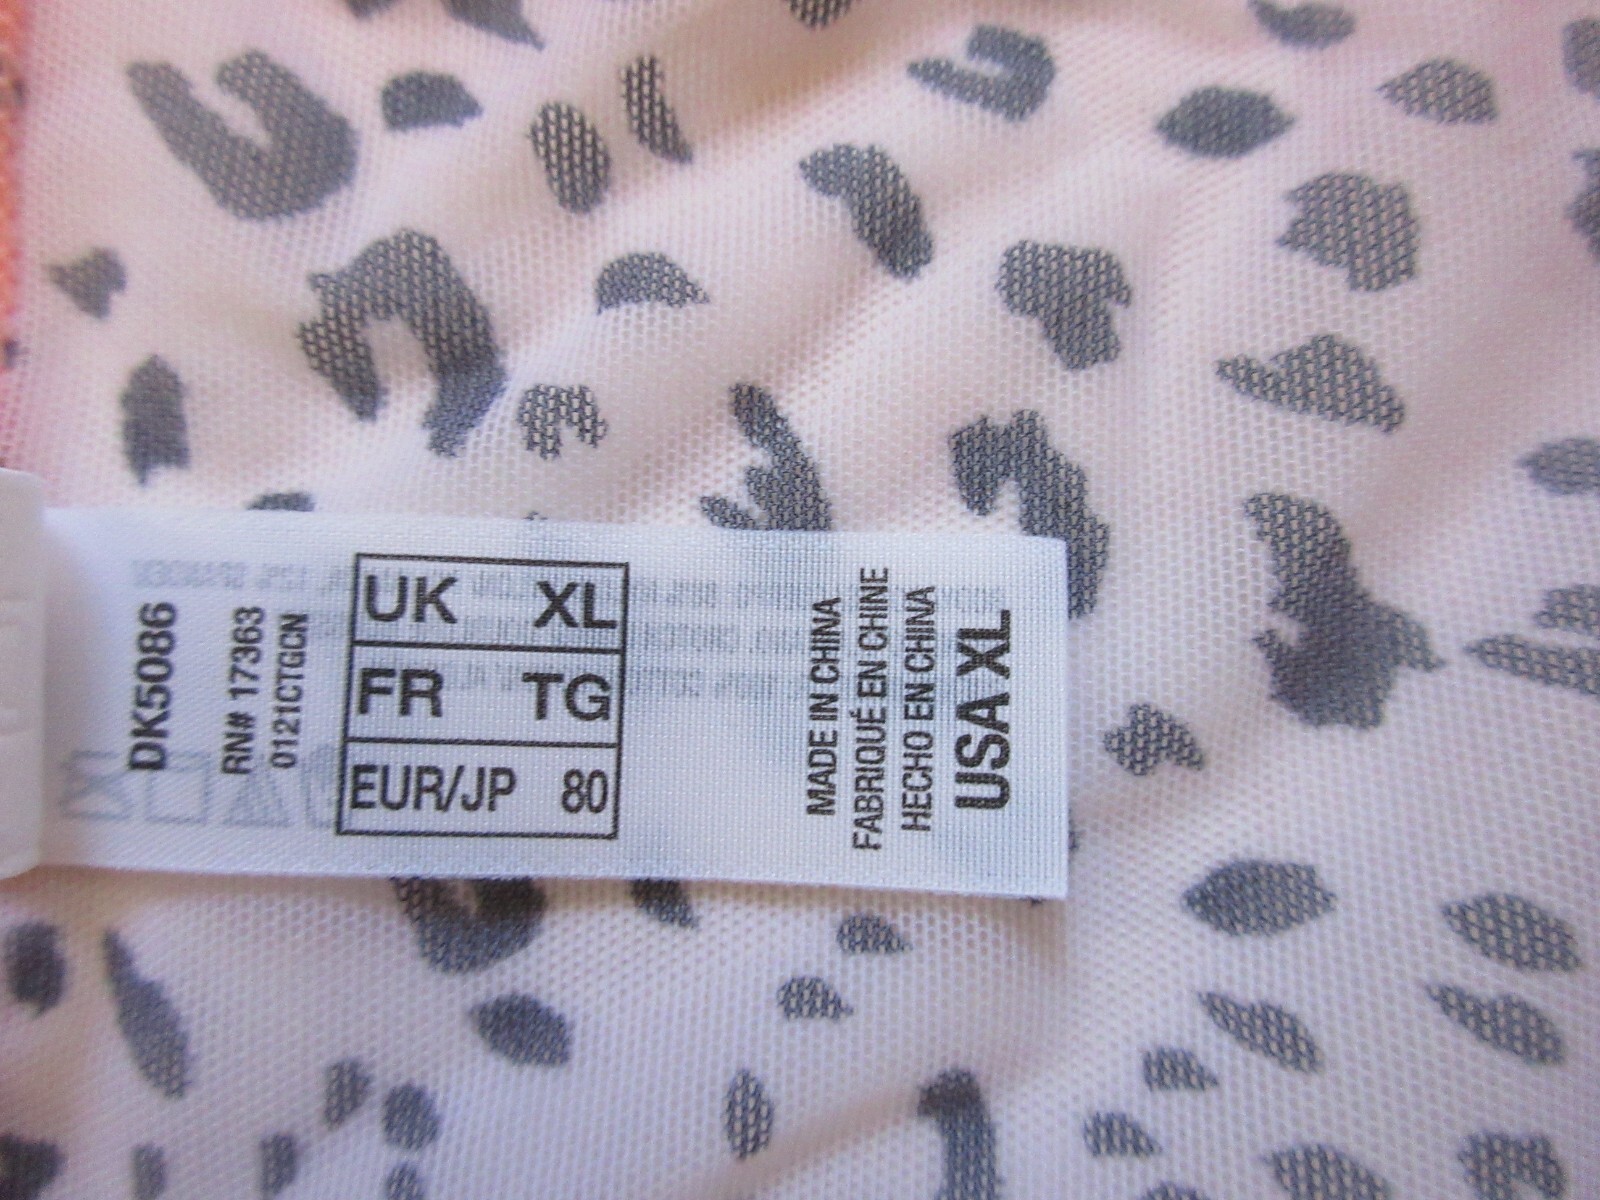 DK5086
RN# 17363
0121CTGCN
UK XL
FR TG
EUR/JP 80
MADE IN CHINA
FABRIQUÉ EN CHINE
HECHO EN CHINA
USA XL